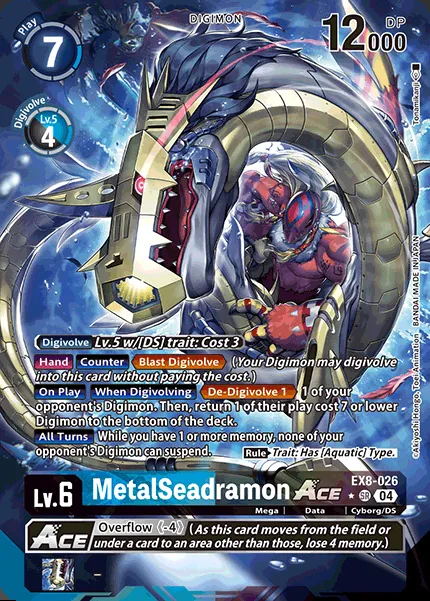 DIGIMON
Play
7
12000
DP
Digivolve
Lv.5
4
Tonamikanji
©Akiyoshi Hongo, Toei Animation BANDAI MADE IN JAPAN
Digivolve Lv.5 w/[DS] trait: Cost 3
Hand Counter Blast Digivolve (Your Digimon may digivolve
into this card without paying the cost.)
On Play When Digivolving De-Digivolve 1 1 of your
opponent's Digimon. Then, return 1 of their play cost 7 or lower
Digimon to the bottom of the deck.
All Turns While you have 1 or more memory, none of your
opponent's Digimon can suspend. Rule Trait: Has [Aquatic] Type.
Lv.6 MetalSeadramon ACE EX8-026
SR 04
Mega Data Cyborg/DS
ACE Overflow《-4》 (As this card moves from the field or
under a card to an area other than those, lose 4 memory.)
-